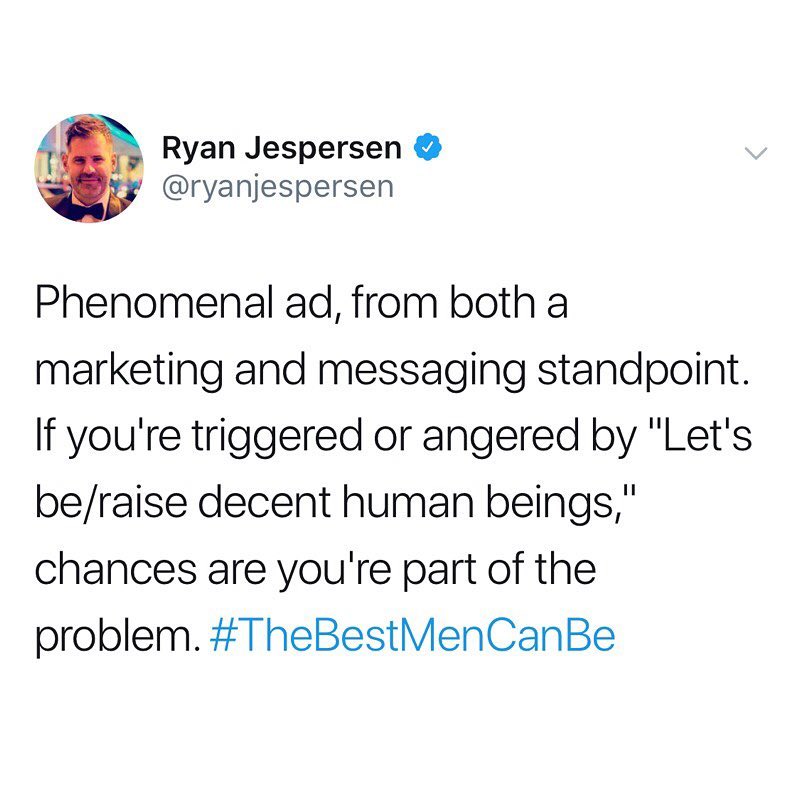 Ryan Jespersen
@ryanjespersen
Phenomenal ad, from both a
marketing and messaging standpoint.
If you're triggered or angered by "Let's
be/raise decent human beings,"
chances are you're part of the
problem. #TheBestMenCanBe